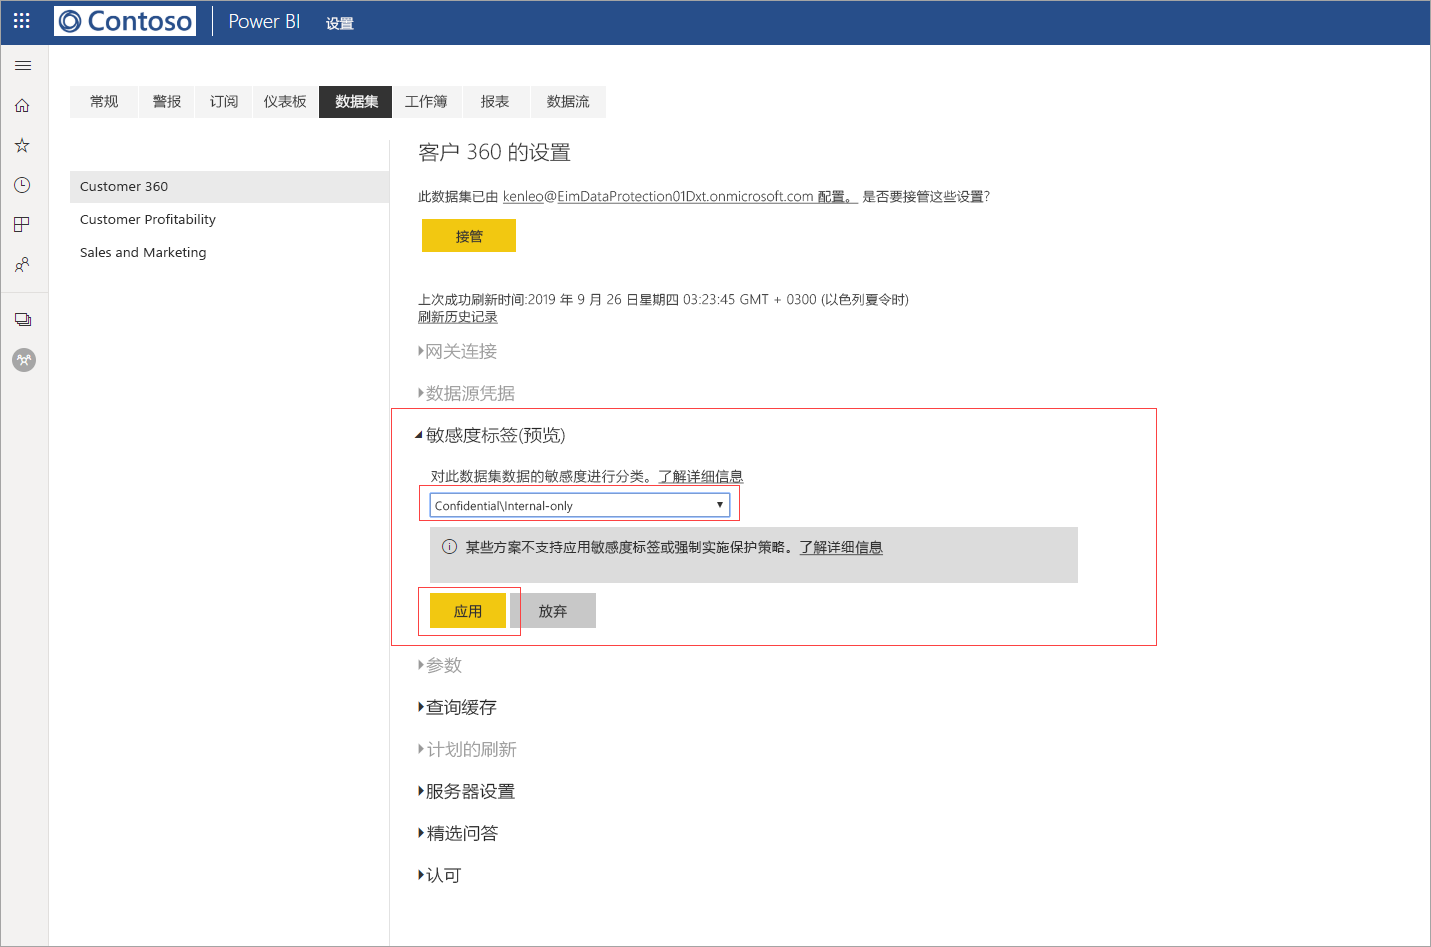 Contoso
Power BI 设置
常规 警报 订阅 仪表板 数据集 工作簿 报表 数据流
Customer 360
Customer Profitability
Sales and Marketing
客户 360 的设置
此数据集已由 kenleo@EimDataProtection01Dxt.onmicrosoft.com 配置。 是否要接管这些设置?
接管
上次成功刷新时间:2019 年 9 月 26 日星期四 03:23:45 GMT + 0300 (以色列夏令时)
刷新历史记录
网关连接
数据源凭据
敏感度标签(预览)
对此数据集数据的敏感度进行分类。了解详细信息
Confidential\Internal-only
某些方案不支持应用敏感度标签或强制实施保护策略。了解详细信息
应用 放弃
参数
查询缓存
计划的刷新
服务器设置
精选问答
认可